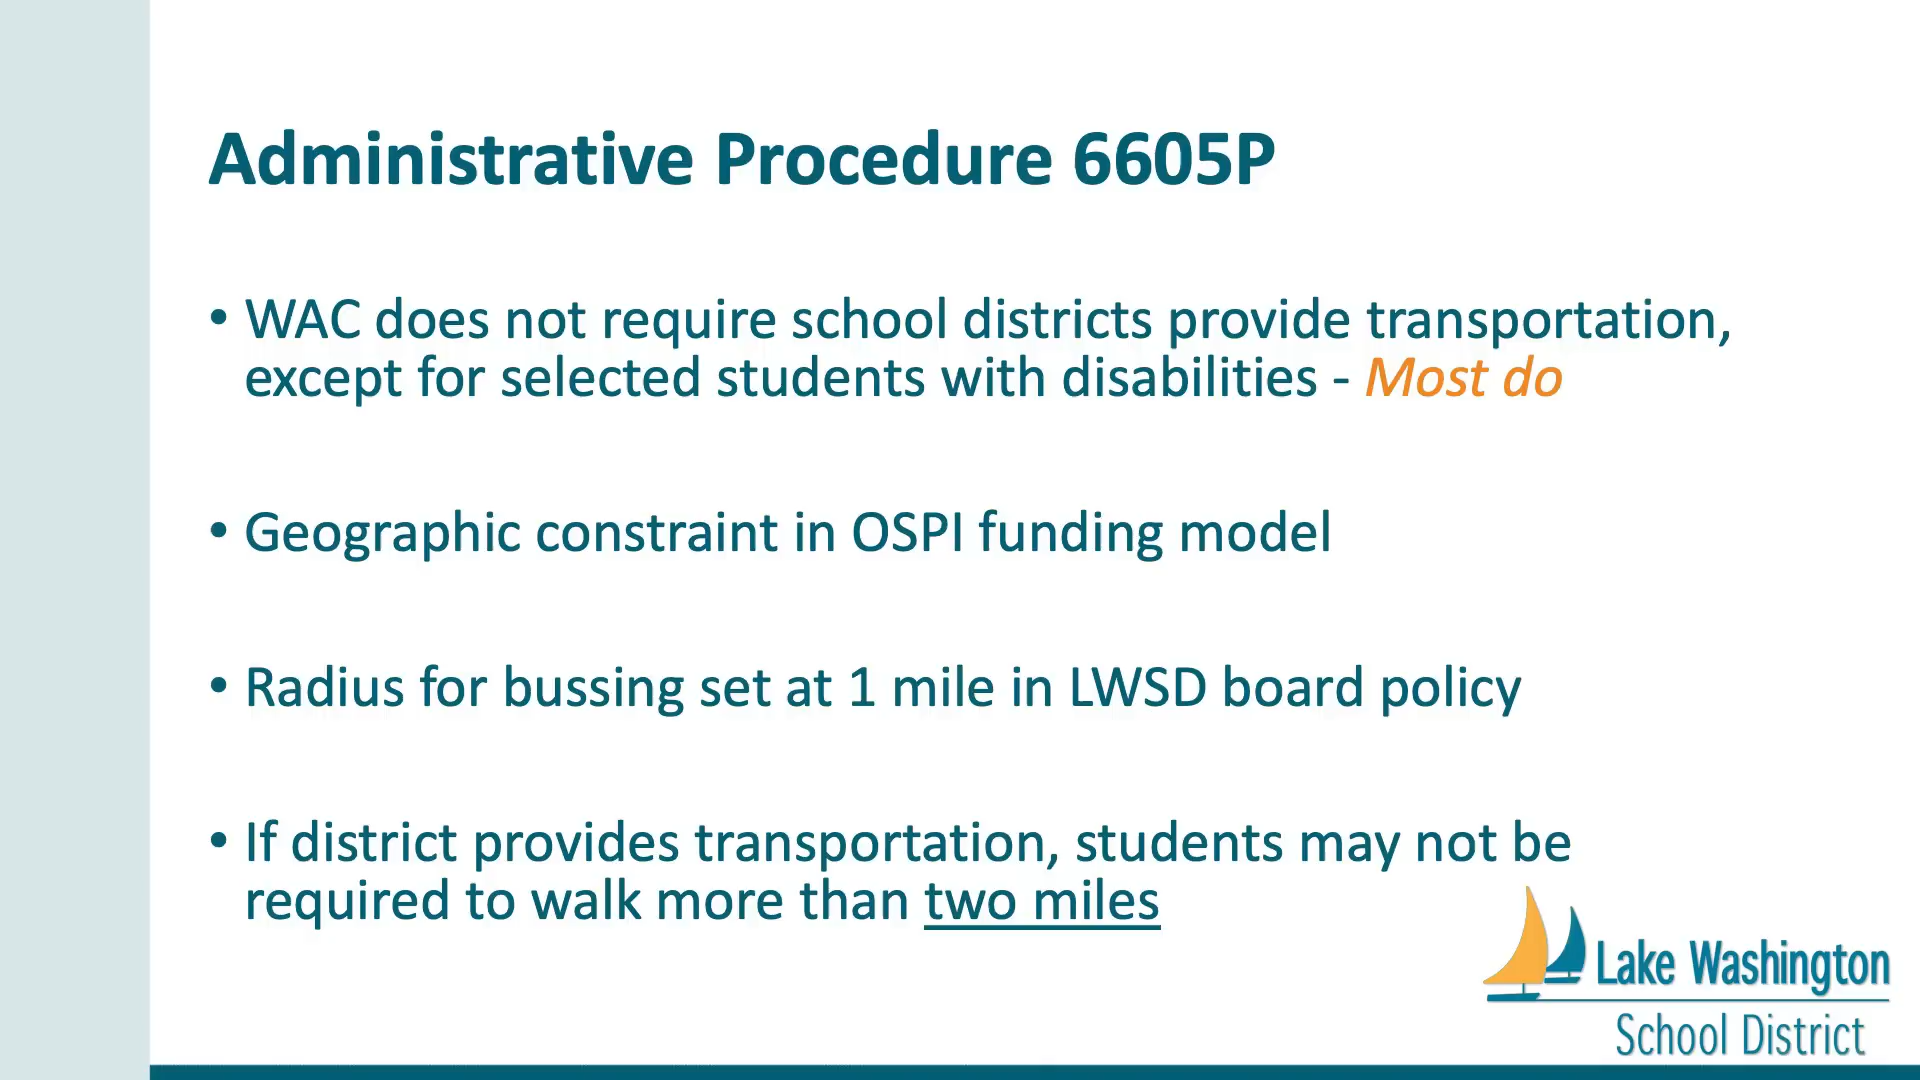 Administrative Procedure 6605P
• WAC does not require school districts provide transportation,
except for selected students with disabilities - Most do
• Geographic constraint in OSPI funding model
• Radius for bussing set at 1 mile in LWSD board policy
• If district provides transportation, students may not be
required to walk more than two miles
Lake Washington
School District